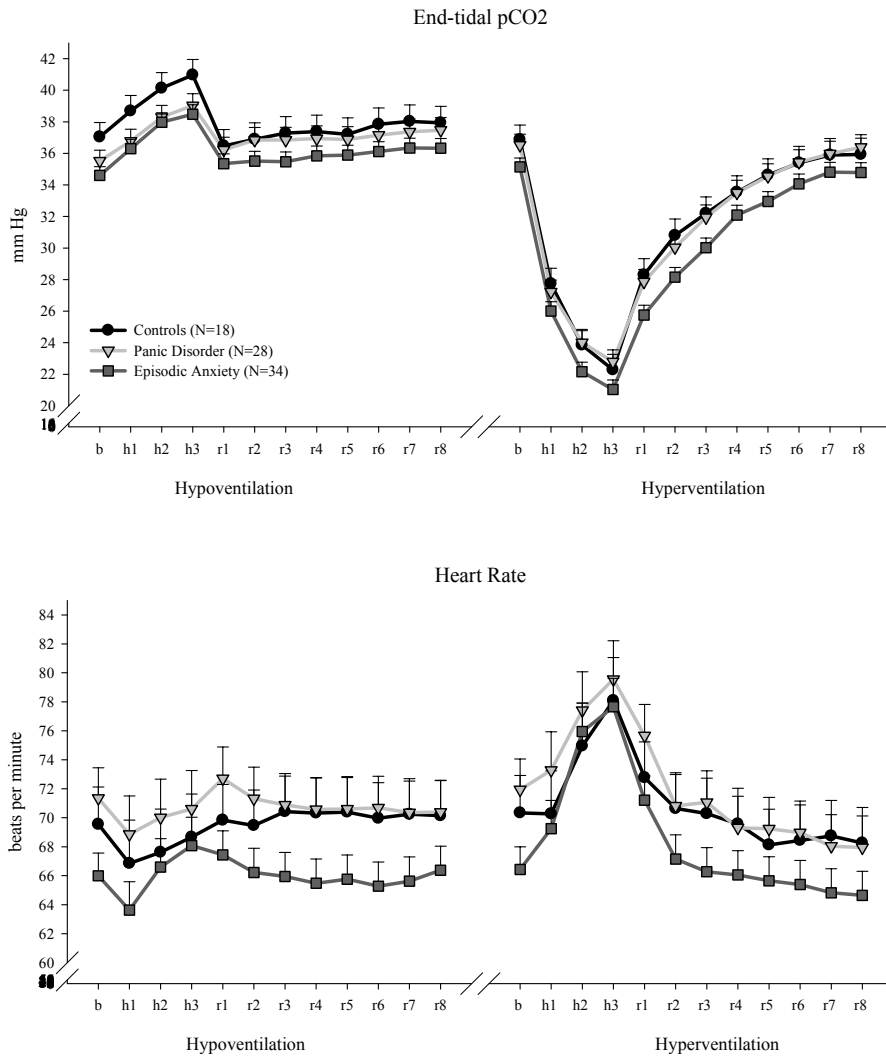 End-tidal pCO2
42
40
38
36
34
32
30
28
26
24
22
20
mm Hg
Controls (N=18)
Panic Disorder (N=28)
Episodic Anxiety (N=34)
b h1 h2 h3 r1 r2 r3 r4 r5 r6 r7 r8 b h1 h2 h3 r1 r2 r3 r4 r5 r6 r7 r8
Hypoventilation Hyperventilation
Heart Rate
84
82
80
78
76
74
72
70
68
66
64
62
60
beats per minute
b h1 h2 h3 r1 r2 r3 r4 r5 r6 r7 r8 b h1 h2 h3 r1 r2 r3 r4 r5 r6 r7 r8
Hypoventilation Hyperventilation